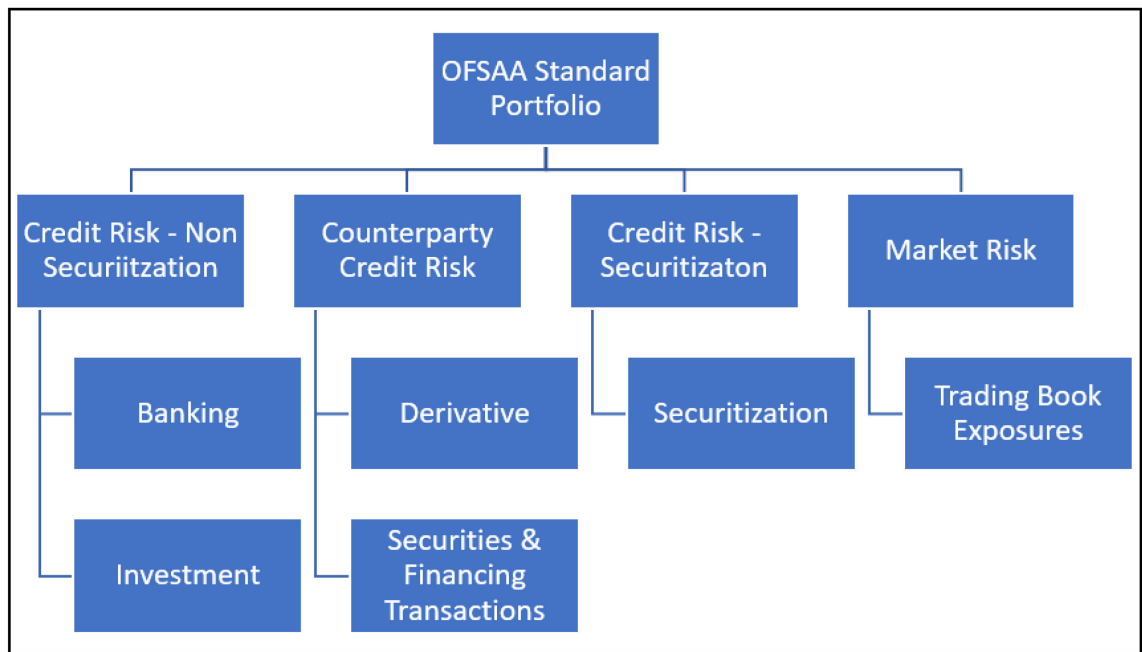 OFSAA Standard
Portfolio
Credit Risk - Non
Securiitzation
Counterparty
Credit Risk
Credit Risk -
Securitizaton
Market Risk
Banking
Derivative
Securitization
Trading Book
Exposures
Investment
Securities &
Financing
Transactions